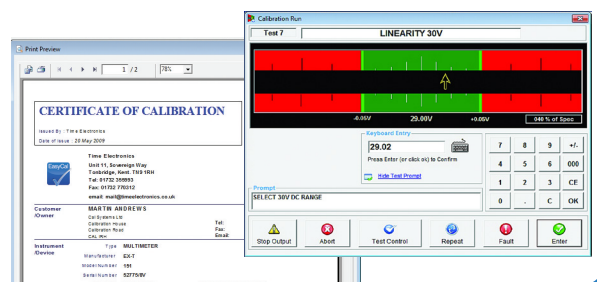 Calibration Run
Test 7
LINEARITY 30V
-0.05V
29.00V
+0.05V
040 % of Spec
Keyboard Entry
29.02
Press Enter (or click ok) to Confirm
Hide Test Prompt
Prompt
SELECT 30V DC RANGE
7 8 9 +/-
4 5 6 000
1 2 3 CE
0 . C OK
Stop Output
Abort
Test Control
Repeat
Fault
Enter
Print Preview
1 / 2
78%
CERTIFICATE OF CALIBRATION
Issued By : Time Electronics
Date of Issue : 20 May 2009
EasyCal
Time Electronics
Unit 11, Sovereign Way
Tonbridge, Kent. TN9 1RH
Tel: 01732 355993
Fax: 01732 770312
email: mail@timeelectronics.co.uk
Customer /Owner
MARTIN ANDREWS
Cal Systems Ltd
Calibration House
Calibration Road
CAL IRH
Tel:
Fax:
Email:
Instrument /Device
Type MULTIMETER
Manufacturer EX-T
Model Number 151
Serial Number 52775/8V